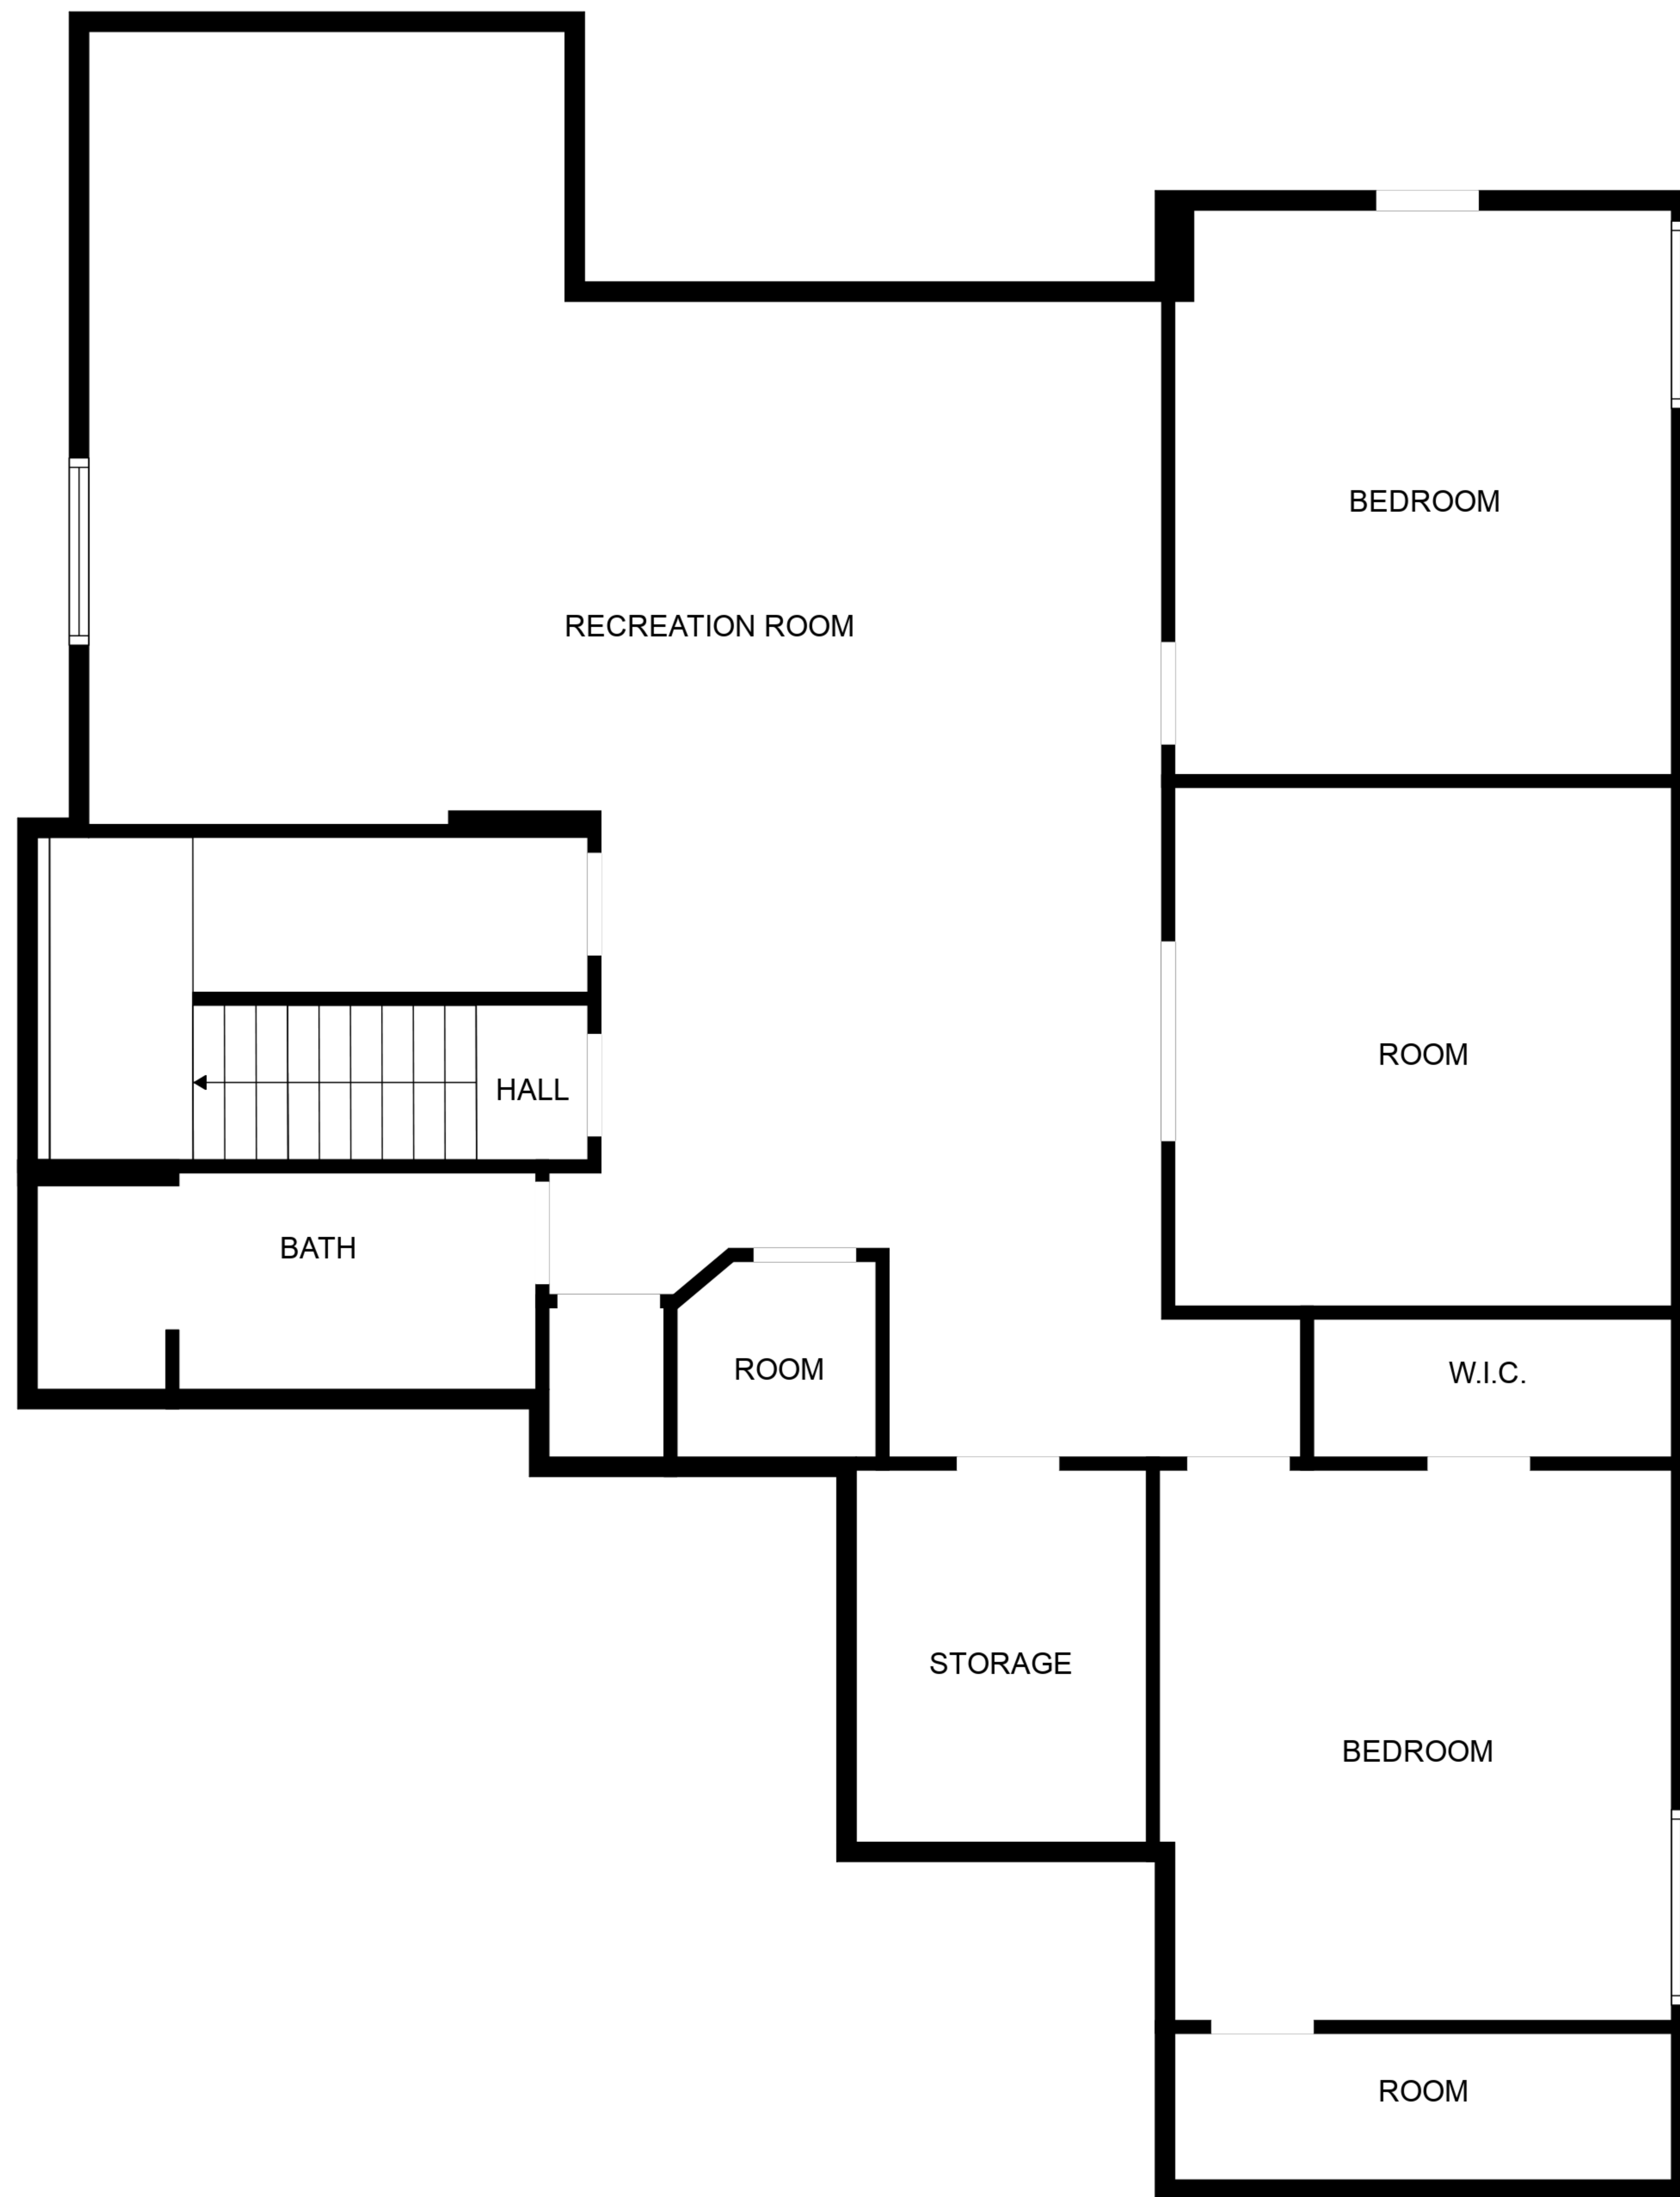 BEDROOM
RECREATION ROOM
ROOM
HALL
BATH
ROOM
W.I.C.
STORAGE
BEDROOM
ROOM